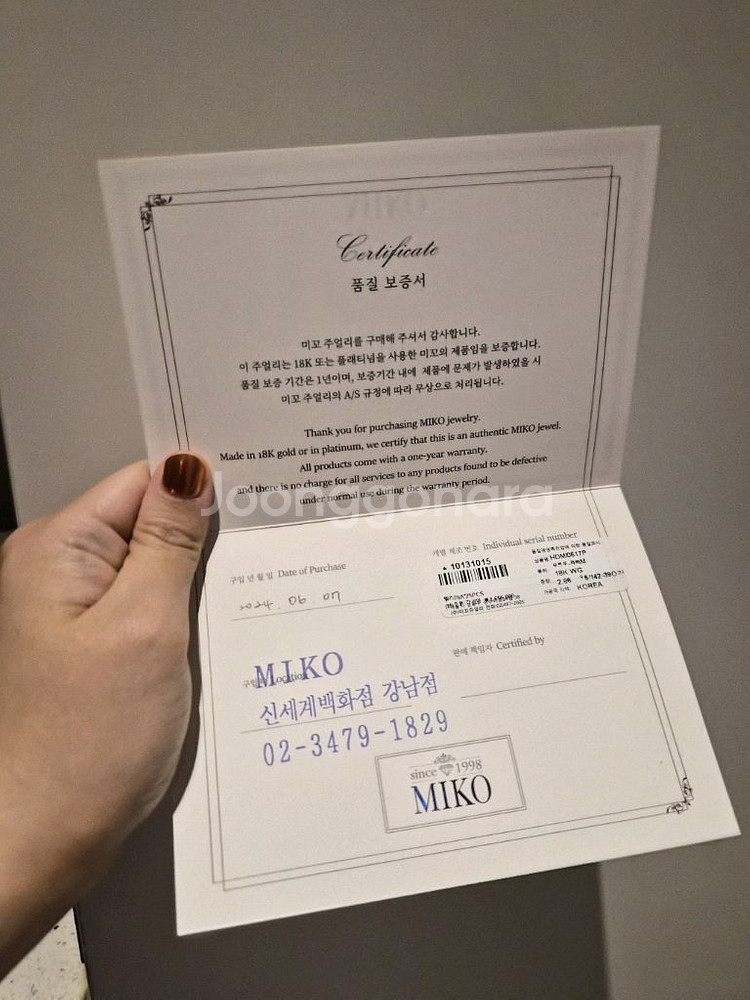 Certificate
품질 보증서
미꼬 주얼리를 구매해 주셔서 감사합니다.
이 주얼리는 18K 또는 플래티넘을 사용한 미꼬의 제품임을 보증합니다.
품질 보증 기간은 1년이며, 보증기간 내에 제품에 문제가 발생하였을 시
미꼬 주얼리의 A/S 규정에 따라 무상으로 처리됩니다.
Thank you for purchasing MIKO jewelry.
Made in 18K gold or in platinum, we certify that this is an authentic MIKO jewel.
All products come with a one-year warranty.
and there is no charge for all services to any products found to be defective
under normal use during the warranty period.
Joonggonara
구입 년 월 일 Date of Purchase
2024. 06. 07
개별 제조 번호 Individual serial number
10131015
HDMI0617P
18K WG
KOREA
Location
MIKO
신세계백화점 강남점
02-3479-1829
판매 책임자 Certified by
since 1998
MIKO